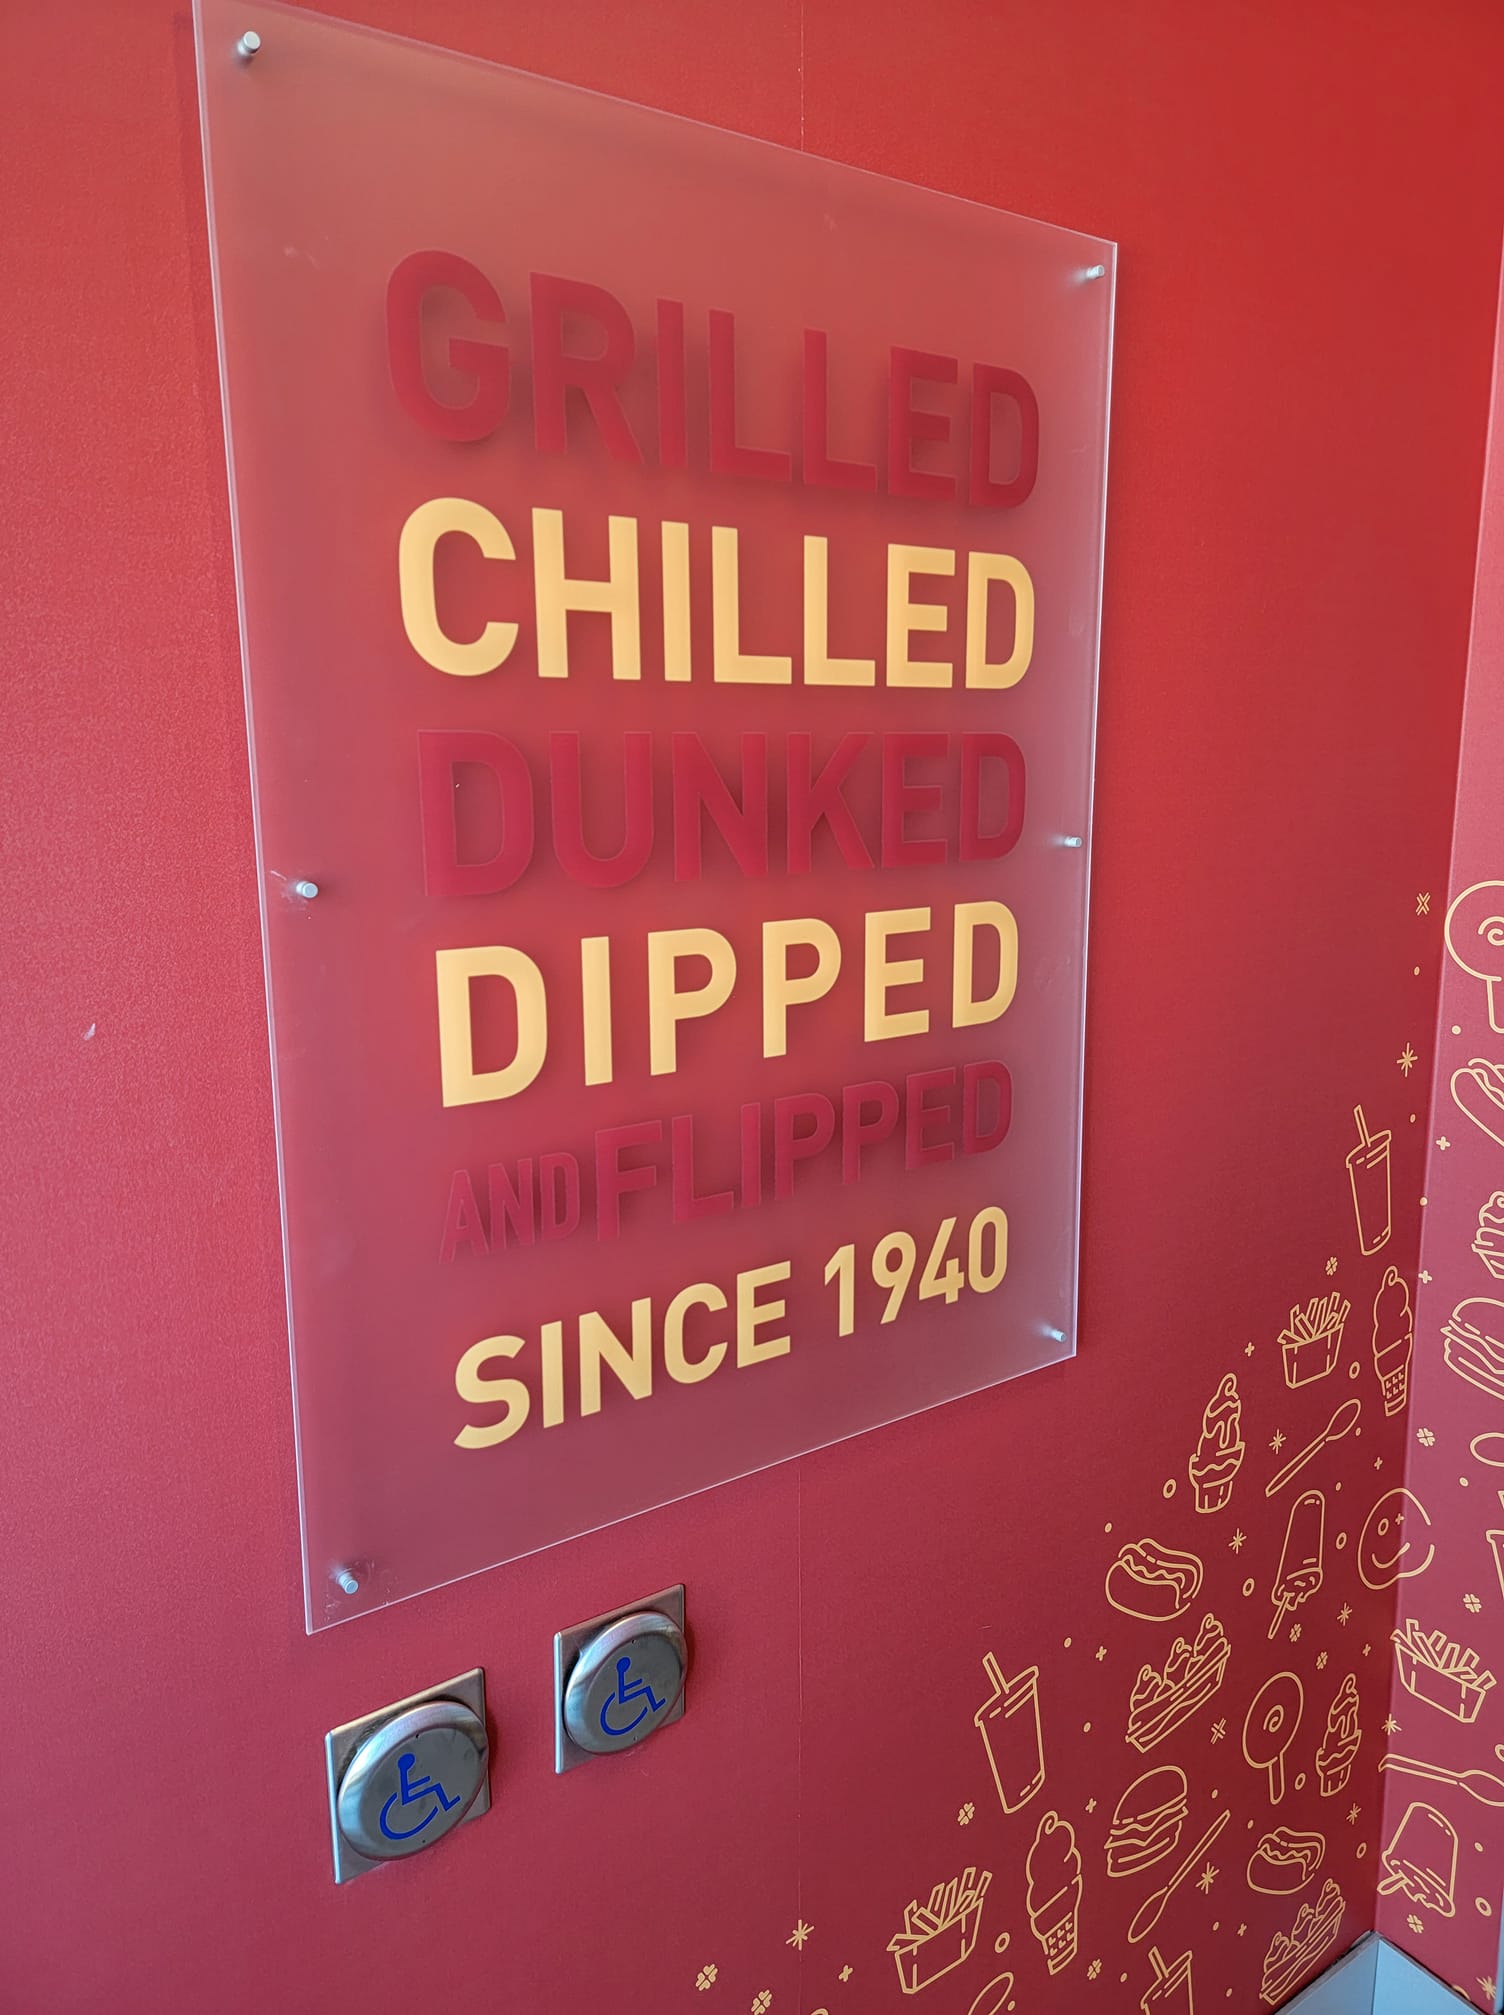 GRILLED
CHILLED
DUNKED
DIPPED
AND FLIPPED
SINCE 1940